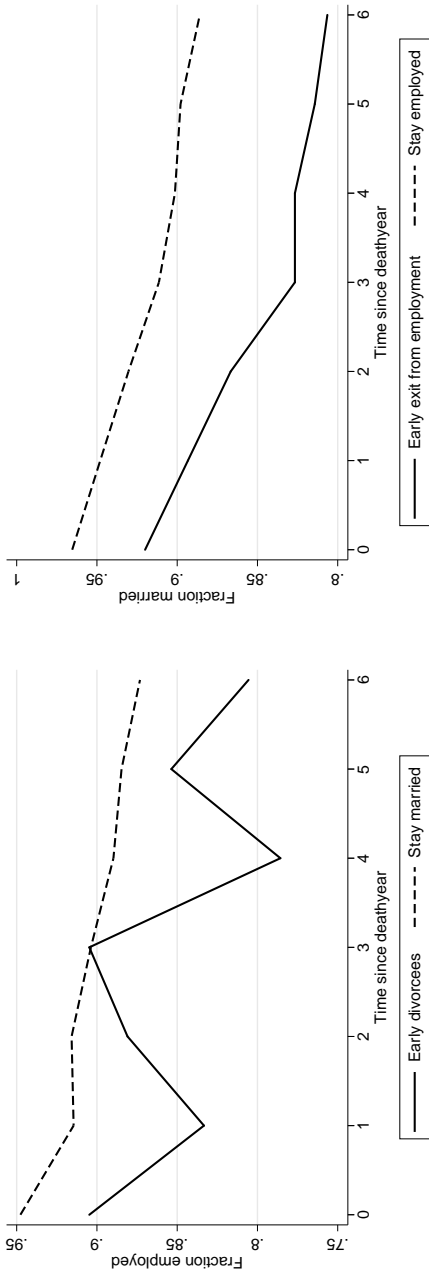 Fraction employed
.95
.9
.85
.8
.75
0 1 2 3 4 5 6
Time since deathyear
Early divorcees Stay married
Fraction married
1
.95
.9
.85
.8
0 1 2 3 4 5 6
Time since deathyear
Early exit from employment Stay employed